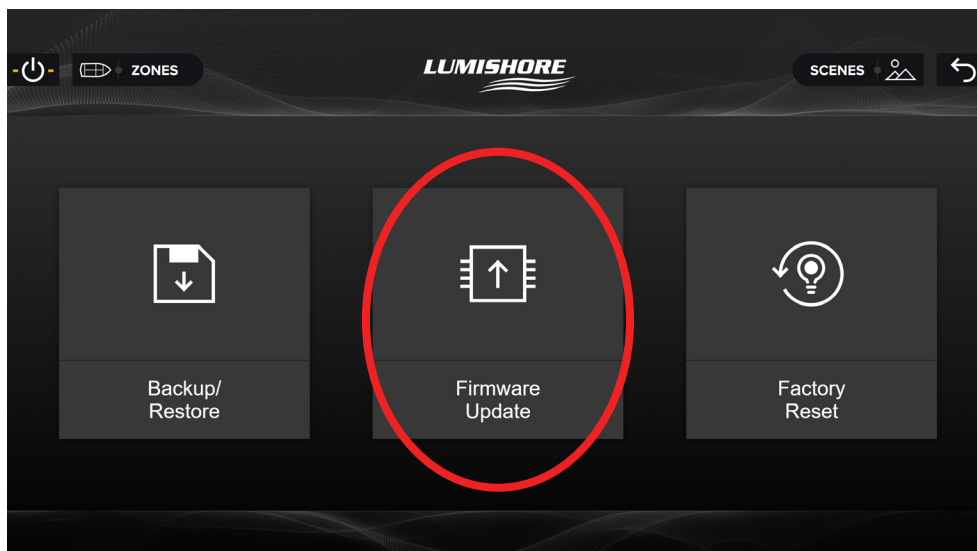 ZONES
LUMISHORE
SCENES
Backup/
Restore
Firmware
Update
Factory
Reset